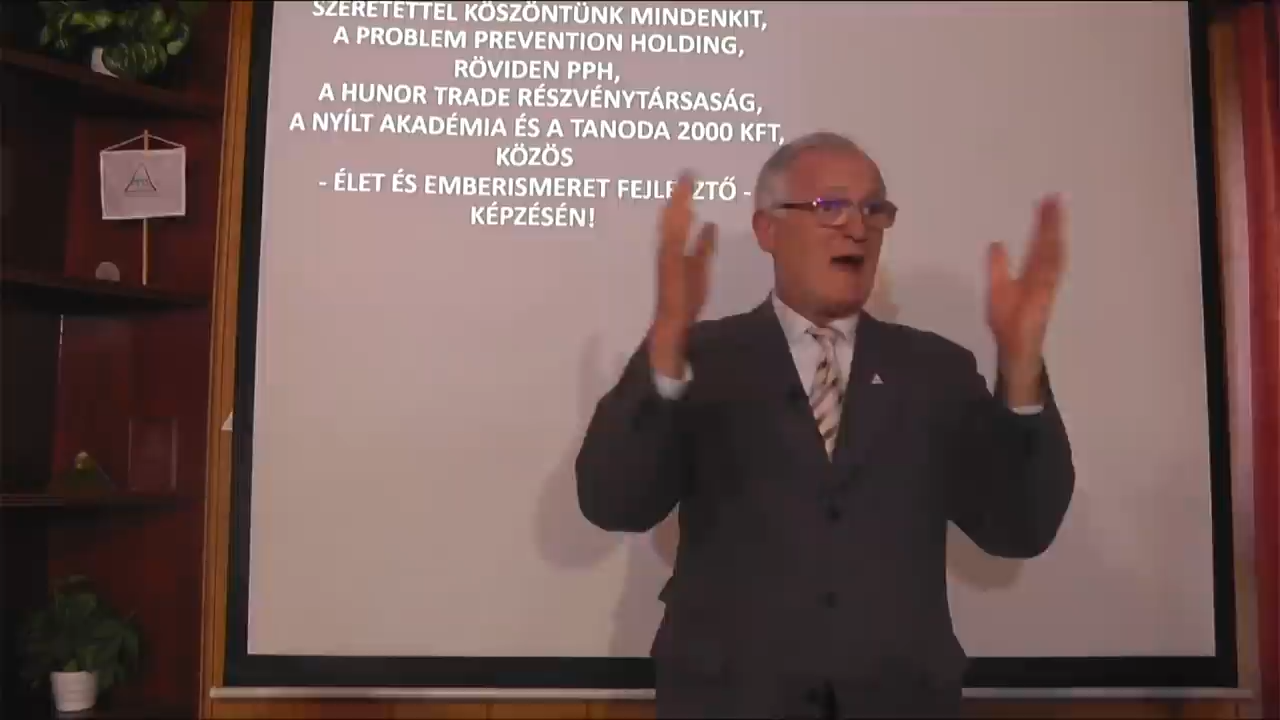 SZERETETTEL KÖSZÖNTÜNK MINDENKIT,
A PROBLEM PREVENTION HOLDING,
RÖVIDEN PPH,
A HUNOR TRADE RÉSZVÉNYTÁRSASÁG,
A NYÍLT AKADÉMIA ÉS A TANODA 2000 KFT,
KÖZÖS
- ÉLET ÉS EMBERISMERET -
KÉPZÉSÉN!